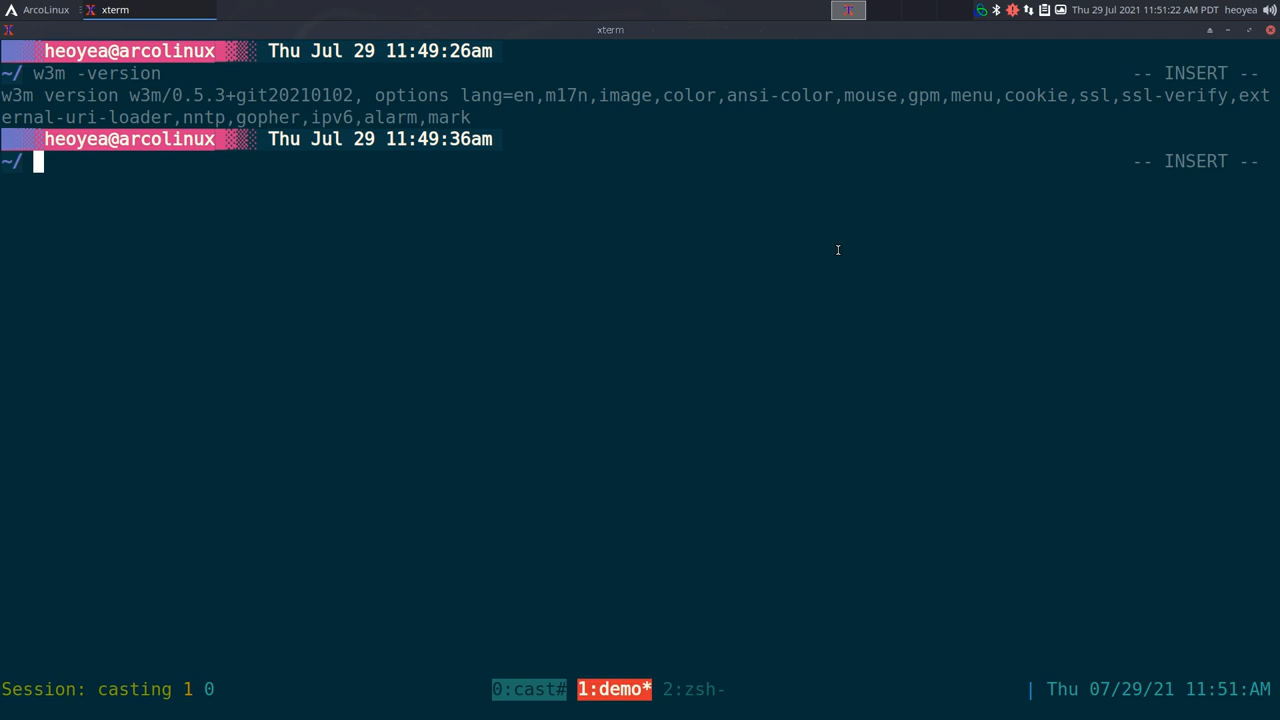 ArcoLinux xterm Thu 29 Jul 2021 11:51:22 AM PDT heoyea
xterm
heoyea@arcolinux Thu Jul 29 11:49:26am
~/ w3m -version -- INSERT --
w3m version w3m/0.5.3+git20210102, options lang=en,m17n,image,color,ansi-color,mouse,gpm,menu,cookie,ssl,ssl-verify,ext
ernal-uri-loader,nntp,gopher,ipv6,alarm,mark
heoyea@arcolinux Thu Jul 29 11:49:36am
~/ -- INSERT --
Session: casting 1 0 0:cast# 1:demo* 2:zsh- | Thu 07/29/21 11:51:AM